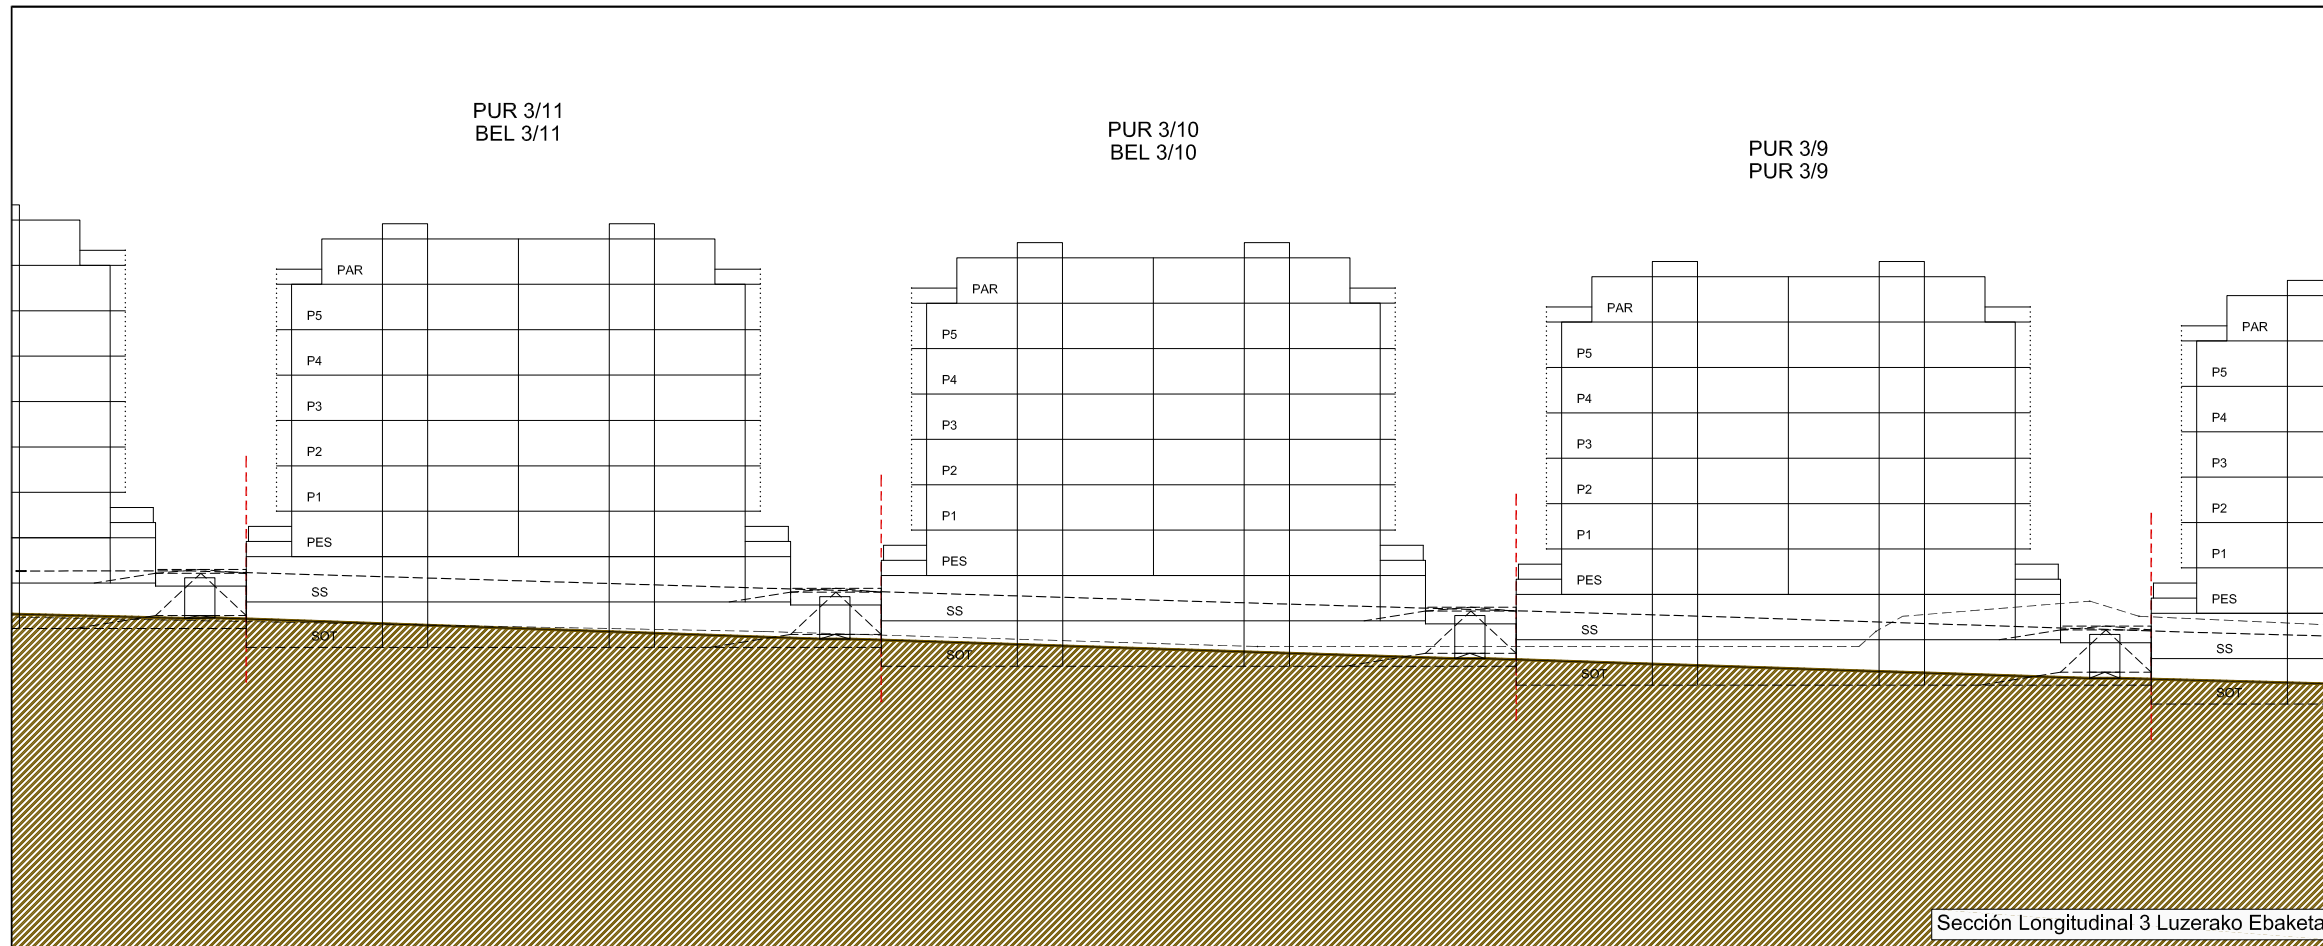 PUR 3/11
BEL 3/11
PUR 3/10
BEL 3/10
PUR 3/9
PUR 3/9
PAR
P5
P4
P3
P2
P1
PES
SS
SOT
PAR
P5
P4
P3
P2
P1
PES
SS
SOT
PAR
P5
P4
P3
P2
P1
PES
SS
SOT
PAR
P5
P4
P3
P2
P1
PES
SS
SOT
Sección Longitudinal 3 Luzerako Ebaketa